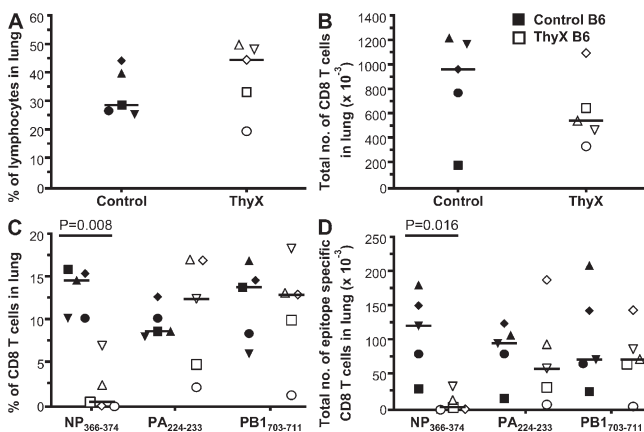 A
% of lymphocytes in lung
60
50
40
30
20
10
0
Control
ThyX
B
Total no. of CD8 T cells
in lung (x 10⁻³)
1400
1200
1000
800
600
400
200
0
Control
ThyX
Control B6
ThyX B6
C
P=0.008
% of CD8 T cells in lung
20
15
10
5
0
NP366-374
PA224-233
PB1703-711
D
P=0.016
Total no. of epitope specific
CD8 T cells in lung (x 10⁻³)
250
200
150
100
50
0
NP366-374
PA224-233
PB1703-711